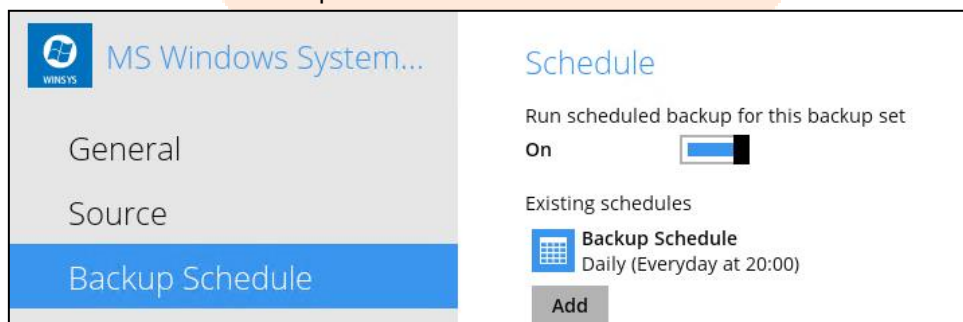 WINSYS
MS Windows System...
General
Source
Backup Schedule
Schedule
Run scheduled backup for this backup set
On
Existing schedules
Backup Schedule
Daily (Everyday at 20:00)
Add